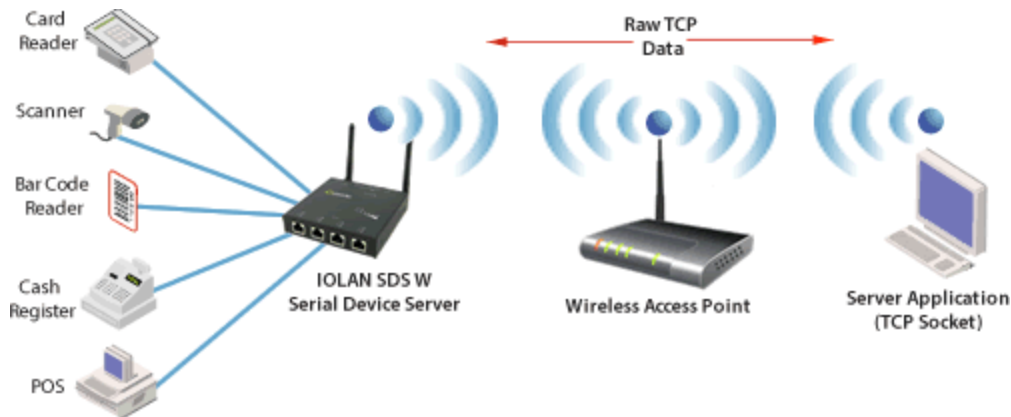 Card
Reader
Scanner
Bar Code
Reader
Cash
Register
POS
IOLAN SDS W
Serial Device Server
Raw TCP
Data
Wireless Access Point
Server Application
(TCP Socket)